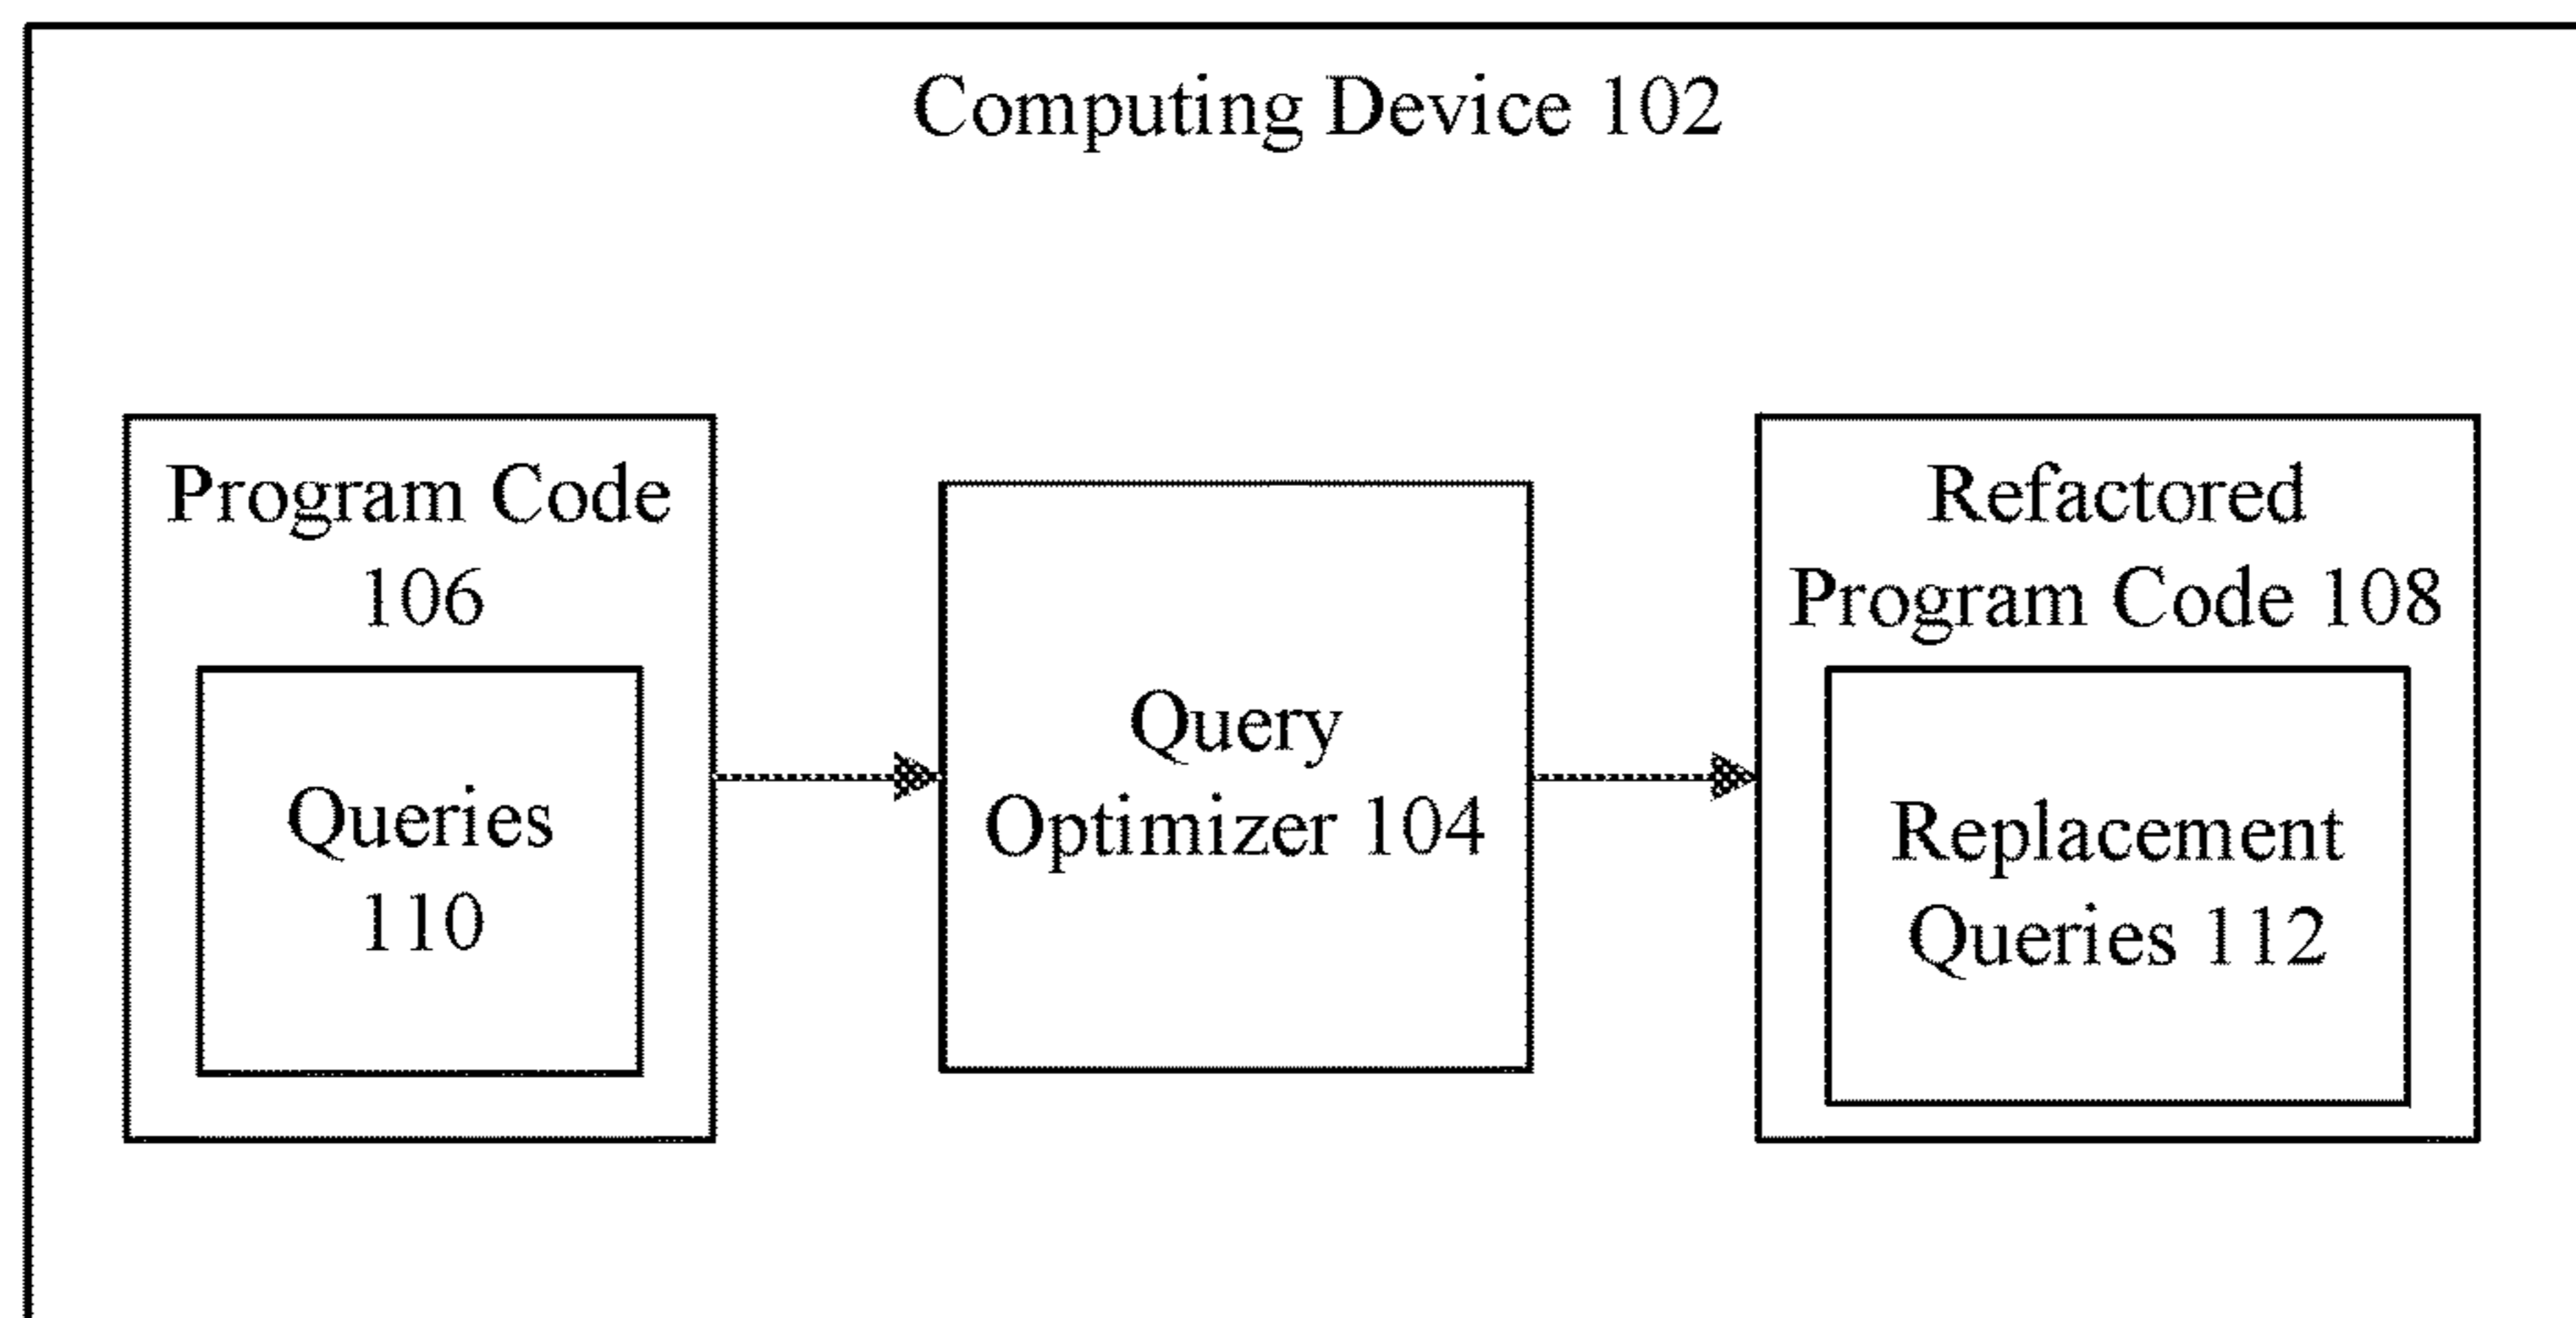 Computing Device 102
Program Code
106
Queries
110
Query
Optimizer 104
Refactored
Program Code 108
Replacement
Queries 112